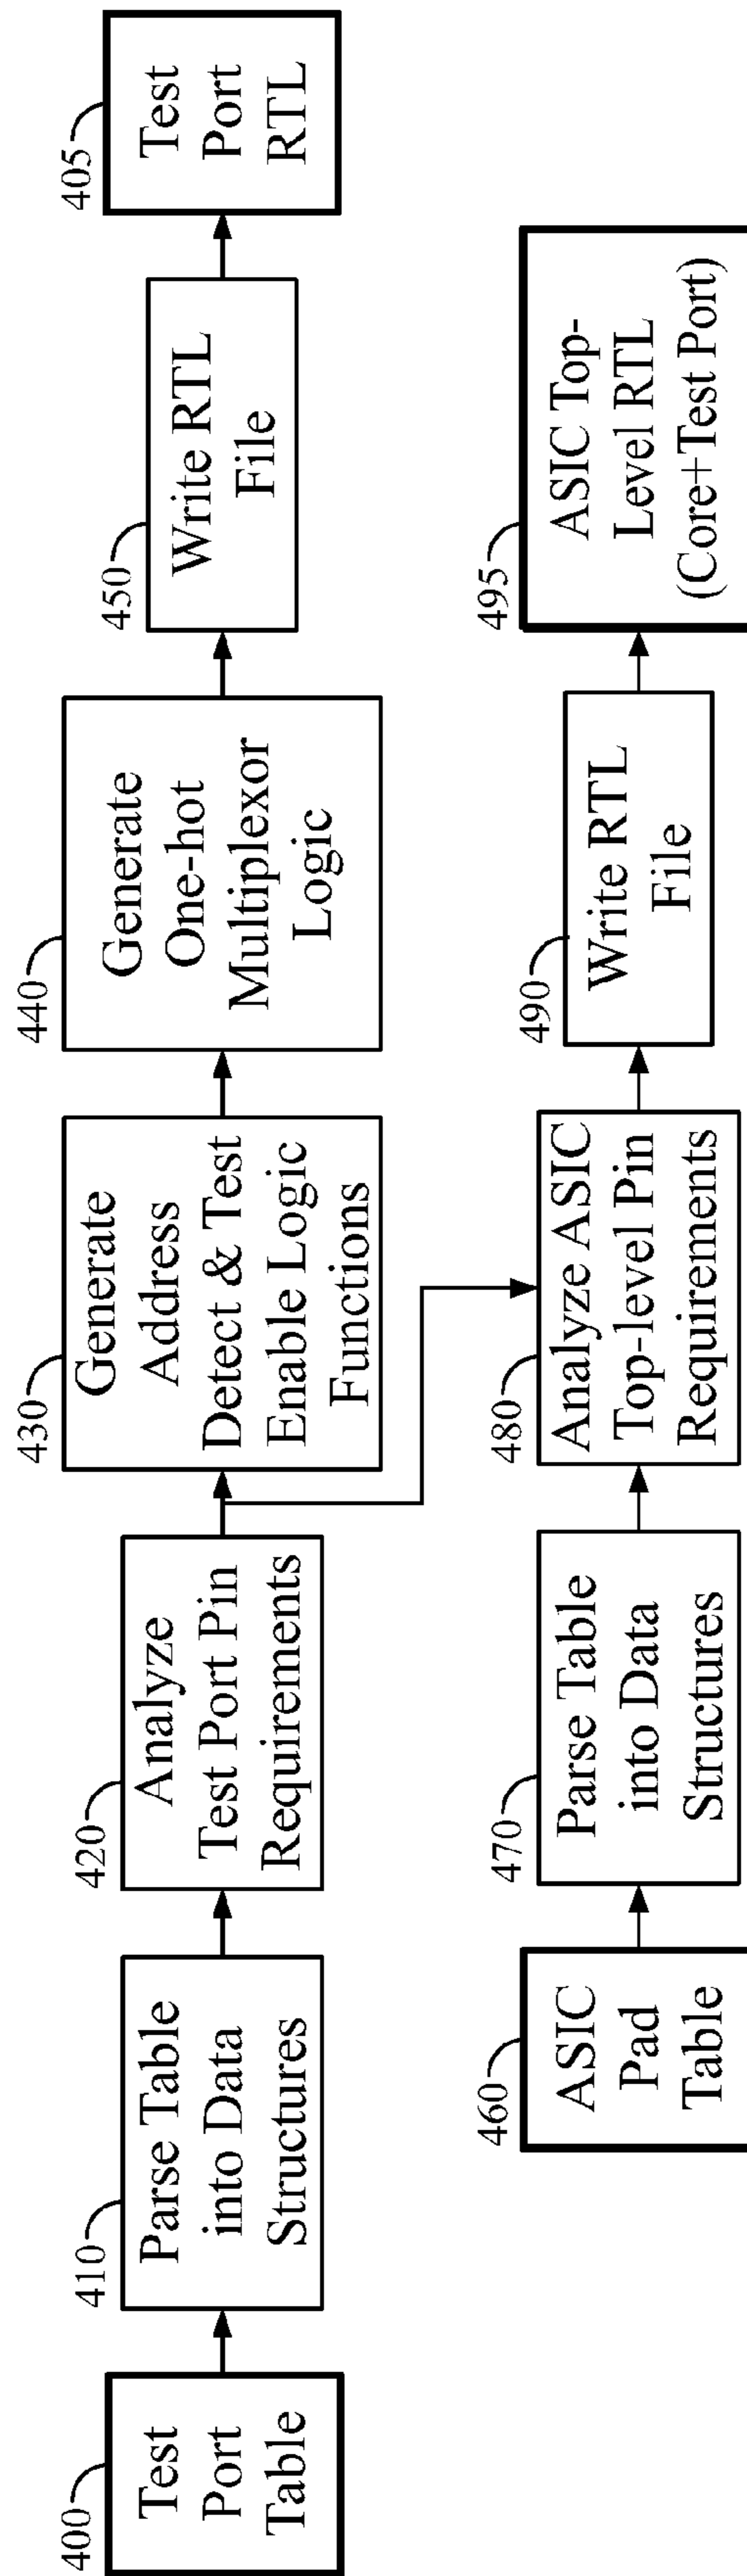 400
Test
Port
Table
410
Parse Table
into Data
Structures
420
Analyze
Test Port Pin
Requirements
430
Generate
Address
Detect & Test
Enable Logic
Functions
440
Generate
One-hot
Multiplexor
Logic
450
Write RTL
File
405
Test
Port
RTL
460
ASIC
Pad
Table
470
Parse Table
into Data
Structures
480
Analyze ASIC
Top-level Pin
Requirements
490
Write RTL
File
495
ASIC Top-
Level RTL
(Core+Test Port)